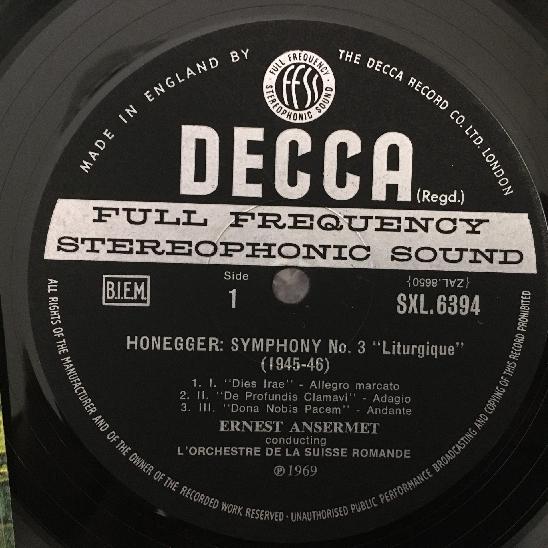 MADE IN ENGLAND BY
THE DECCA RECORD CO. LTD. LONDON
FULL FREQUENCY
ffss
STEREOPHONIC SOUND
DECCA
(Regd.)
FULL FREQUENCY
STEREOPHONIC SOUND
B.I.E.M.
Side
1
{ZAL.8650}
SXL.6394
HONEGGER: SYMPHONY No. 3 "Liturgique"
(1945-46)
1. I. "Dies Irae" - Allegro marcato
2. II. "De Profundis Clamavi" - Adagio
3. III. "Dona Nobis Pacem" - Andante
ERNEST ANSERMET
conducting
L'ORCHESTRE DE LA SUISSE ROMANDE
℗1969
ALL RIGHTS OF THE MANUFACTURER AND OF THE OWNER OF THE RECORDED WORK RESERVED · UNAUTHORISED PUBLIC PERFORMANCE BROADCASTING AND COPYING OF THIS RECORD PROHIBITED